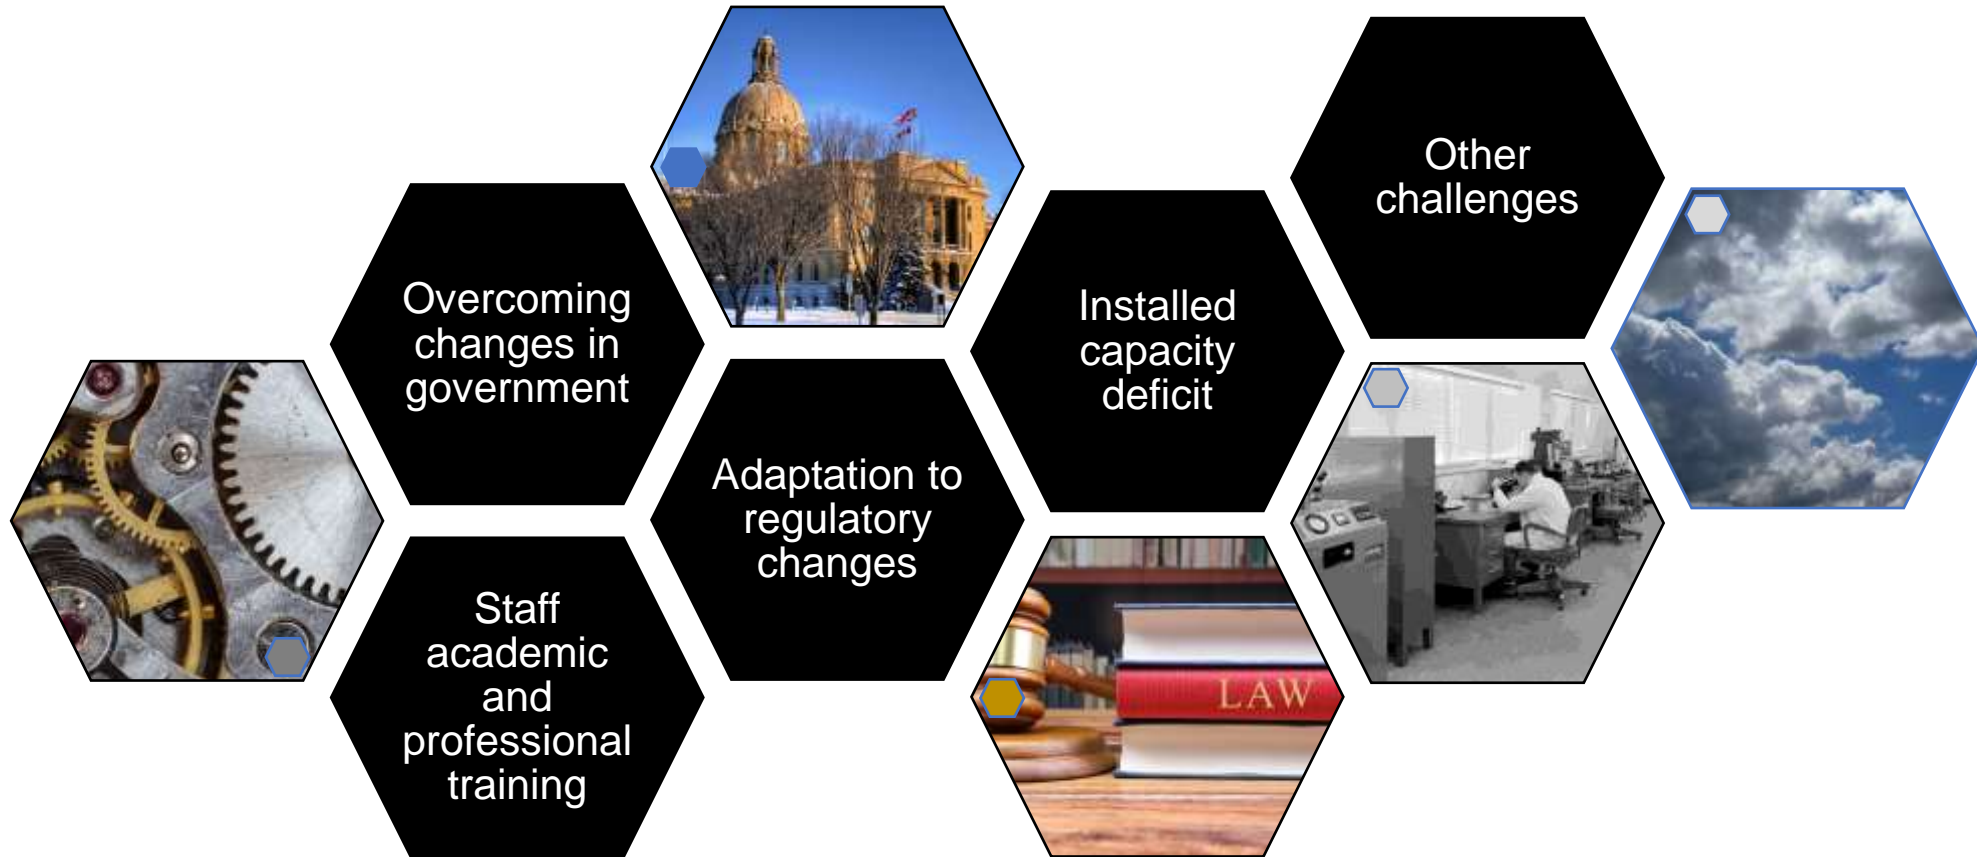 Overcoming
changes in
government
Staff
academic
and
professional
training
Adaptation to
regulatory
changes
Installed
capacity
deficit
Other
challenges
LAW